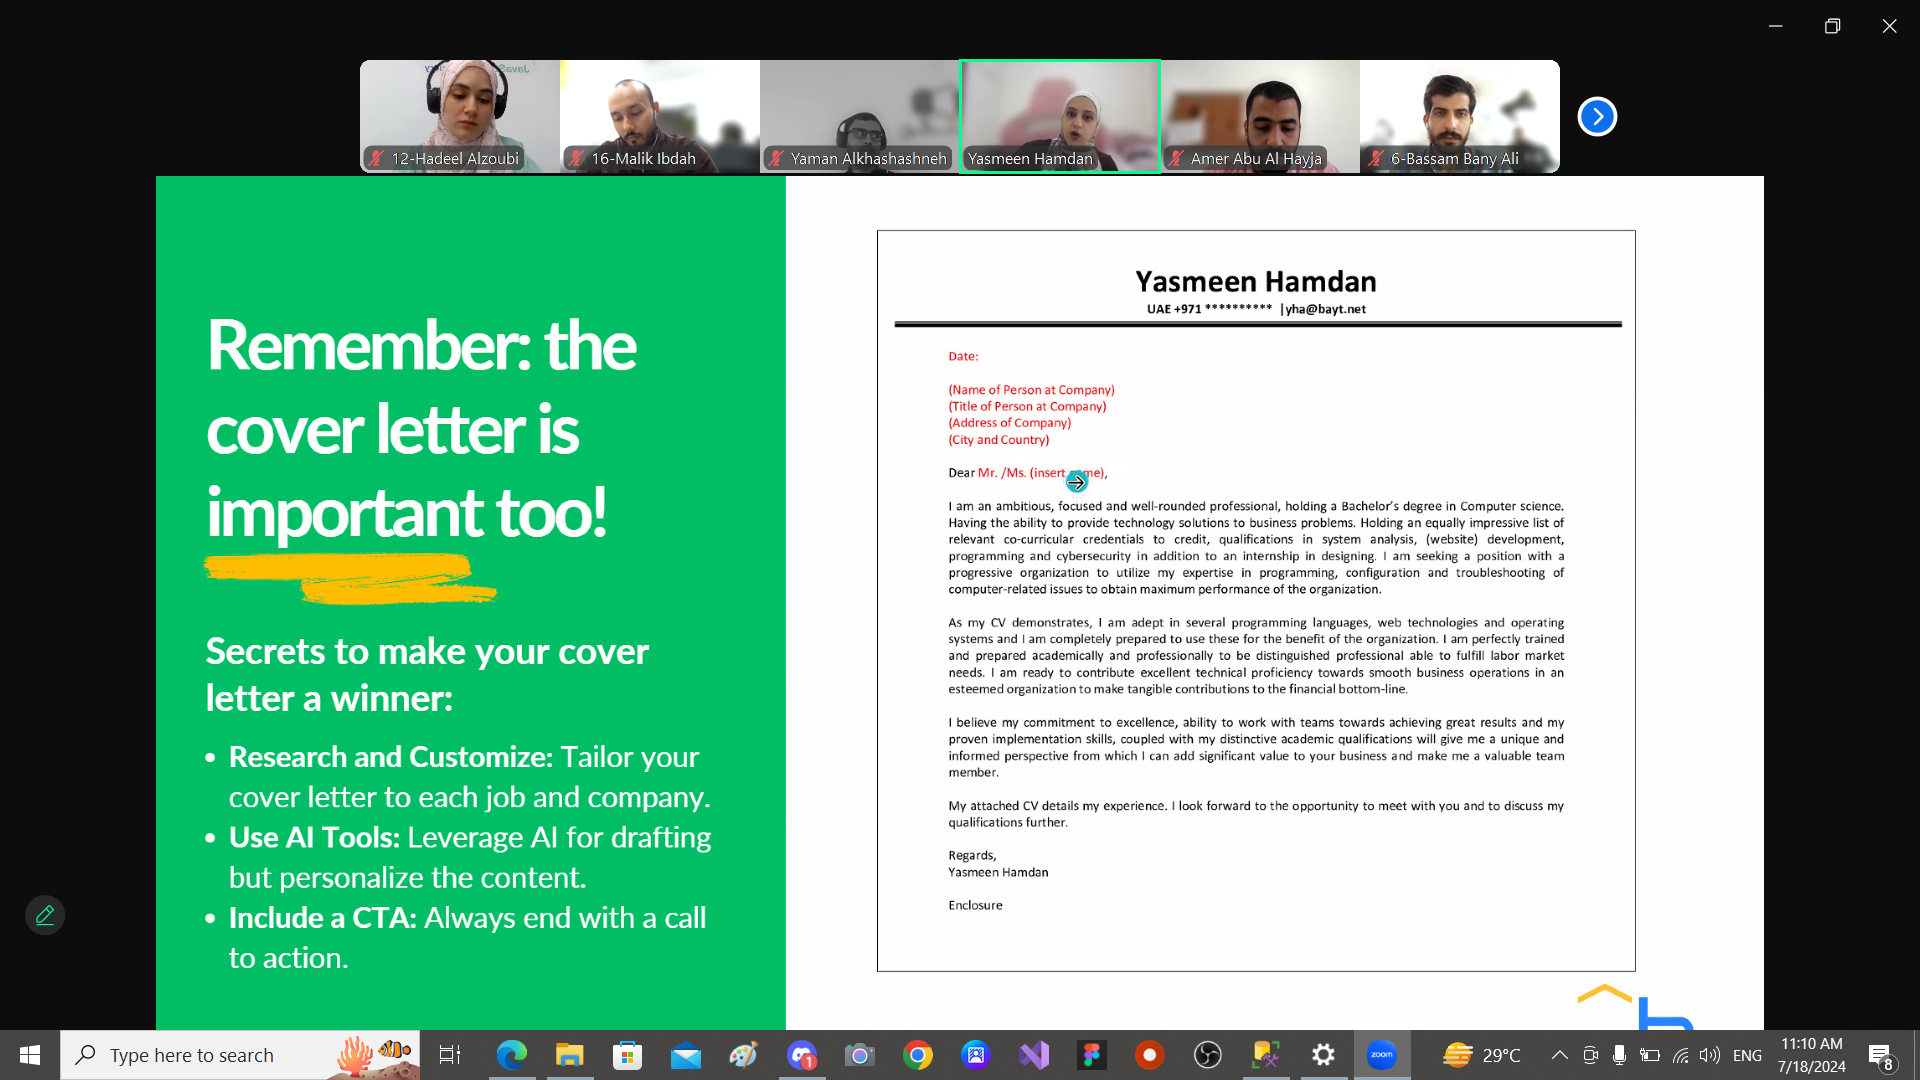 12-Hadeel Alzoubi
16-Malik Ibdah
Yaman Alkhashashneh
Yasmeen Hamdan
Amer Abu Al Hayja
6-Bassam Bany Ali
Remember: the
cover letter is
important too!
Secrets to make your cover
letter a winner:
• Research and Customize: Tailor your
cover letter to each job and company.
• Use AI Tools: Leverage AI for drafting
but personalize the content.
• Include a CTA: Always end with a call
to action.
Yasmeen Hamdan
UAE +971 ********** |yha@bayt.net
Date:
(Name of Person at Company)
(Title of Person at Company)
(Address of Company)
(City and Country)
Dear Mr. /Ms. (insert
I am an ambitious, focused and well-rounded professional, holding a Bachelor’s degree in Computer science.
Having the ability to provide technology solutions to business problems. Holding an equally impressive list of
relevant co-curricular credentials to credit, qualifications in system analysis, (website) development,
programming and cybersecurity in addition to an internship in designing. I am seeking a position with a
progressive organization to utilize my expertise in programming, configuration and troubleshooting of
computer-related issues to obtain maximum performance of the organization.
As my CV demonstrates, I am adept in several programming languages, web technologies and operating
systems and I am completely prepared to use these for the benefit of the organization. I am perfectly trained
and prepared academically and professionally to be distinguished professional able to fulfill labor market
needs. I am ready to contribute excellent technical proficiency towards smooth business operations in an
esteemed organization to make tangible contributions to the financial bottom-line.
I believe my commitment to excellence, ability to work with teams towards achieving great results and my
proven implementation skills, coupled with my distinctive academic qualifications will give me a unique and
informed perspective from which I can add significant value to your business and make me a valuable team
member.
My attached CV details my experience. I look forward to the opportunity to meet with you and to discuss my
qualifications further.
Regards,
Yasmeen Hamdan
Enclosure
Type here to search
1
zoom
29°C
ENG
11:10 AM
7/18/2024
8